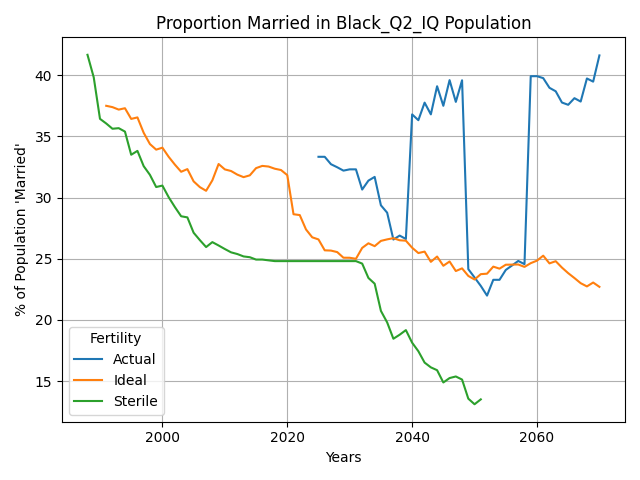 Proportion Married in Black_Q2_IQ Population
% of Population 'Married'
40
35
30
25
20
15
Fertility
Actual
Ideal
Sterile
2000
2020
2040
2060
Years